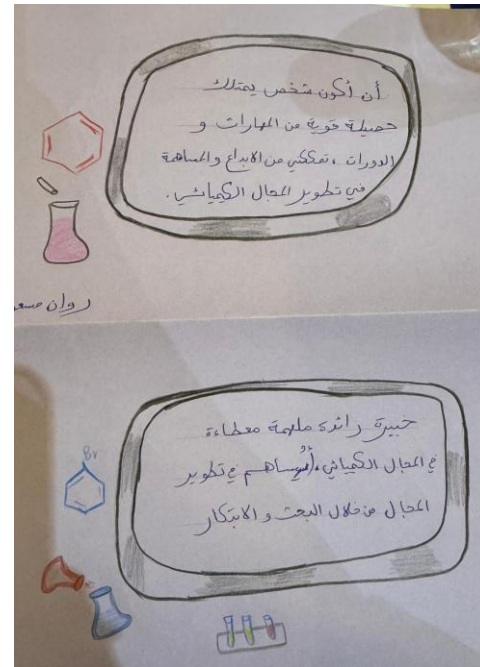 أن أكون شخص يمتلك
حصيلة قوية من المهارات و
الدورات ، تمكنني من الابداع والمساهمة
في تطوير المجال الكيميائي .
روان
Br
خبيرة رائدة ملهمة معطاءة
في المجال الكيميائي، أساهم في تطوير
المجال من خلال البحث و الابتكار